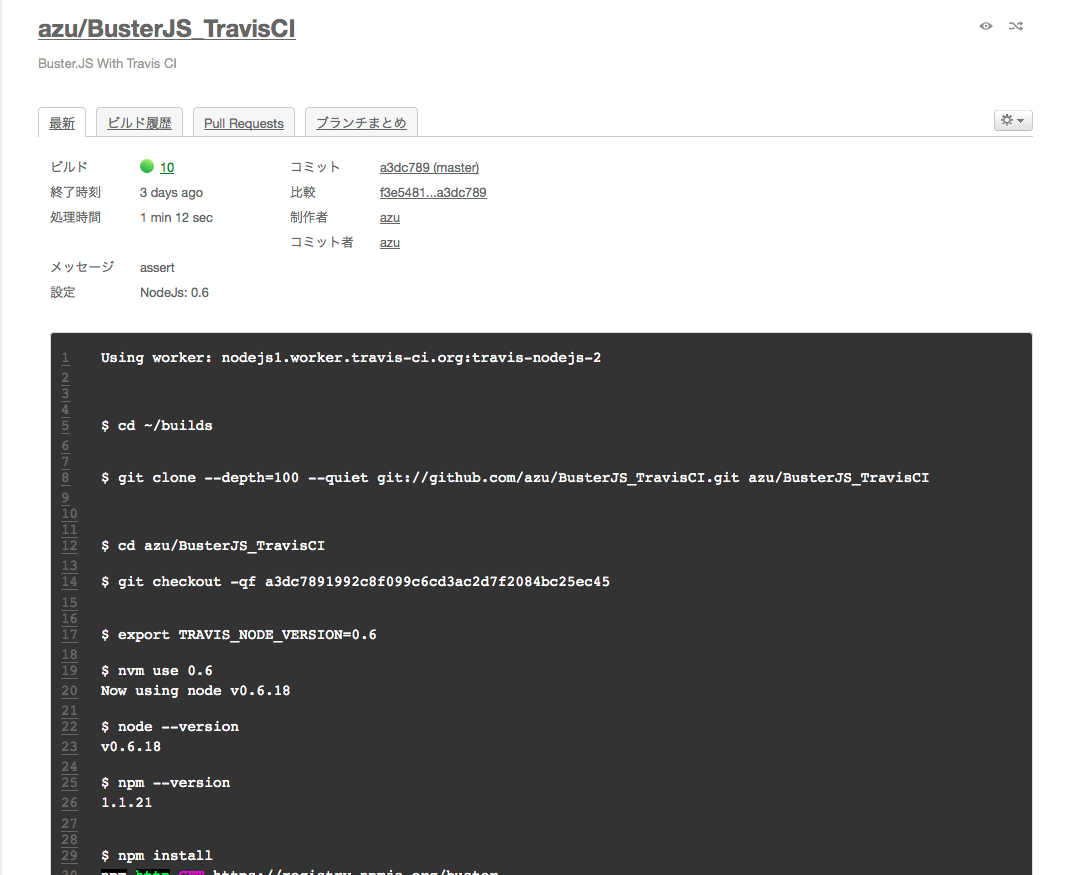 azu/BusterJS_TravisCI
Buster.JS With Travis CI
最新 ビルド履歴 Pull Requests ブランチまとめ
ビルド 10 コミット a3dc789 (master)
終了時刻 3 days ago 比較 f3e5481...a3dc789
処理時間 1 min 12 sec 制作者 azu
コミット者 azu
メッセージ assert
設定 NodeJs: 0.6
1 Using worker: nodejs1.worker.travis-ci.org:travis-nodejs-2
2
3
4
5 $ cd ~/builds
6
7
8 $ git clone --depth=100 --quiet git://github.com/azu/BusterJS_TravisCI.git azu/BusterJS_TravisCI
9
10
11
12 $ cd azu/BusterJS_TravisCI
13
14 $ git checkout -qf a3dc7891992c8f099c6cd3ac2d7f2084bc25ec45
15
16
17 $ export TRAVIS_NODE_VERSION=0.6
18
19 $ nvm use 0.6
20 Now using node v0.6.18
21
22 $ node --version
23 v0.6.18
24
25 $ npm --version
26 1.1.21
27
28
29 $ npm install
30 npm http GET https://registry.npmjs.org/buster